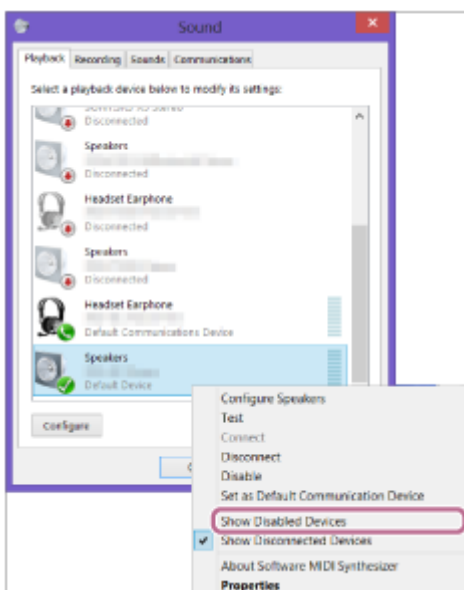 Sound
Playback Recording Sounds Communications
Select a playback device below to modify its settings:
Disconnected
Speakers
Disconnected
Headset Earphone
Disconnected
Speakers
Disconnected
Headset Earphone
Default Communications Device
Speakers
Default Device
Configure
Configure Speakers
Test
Connect
Disconnect
Disable
Set as Default Communication Device
Show Disabled Devices
Show Disconnected Devices
About Software MIDI Synthesizer
Properties